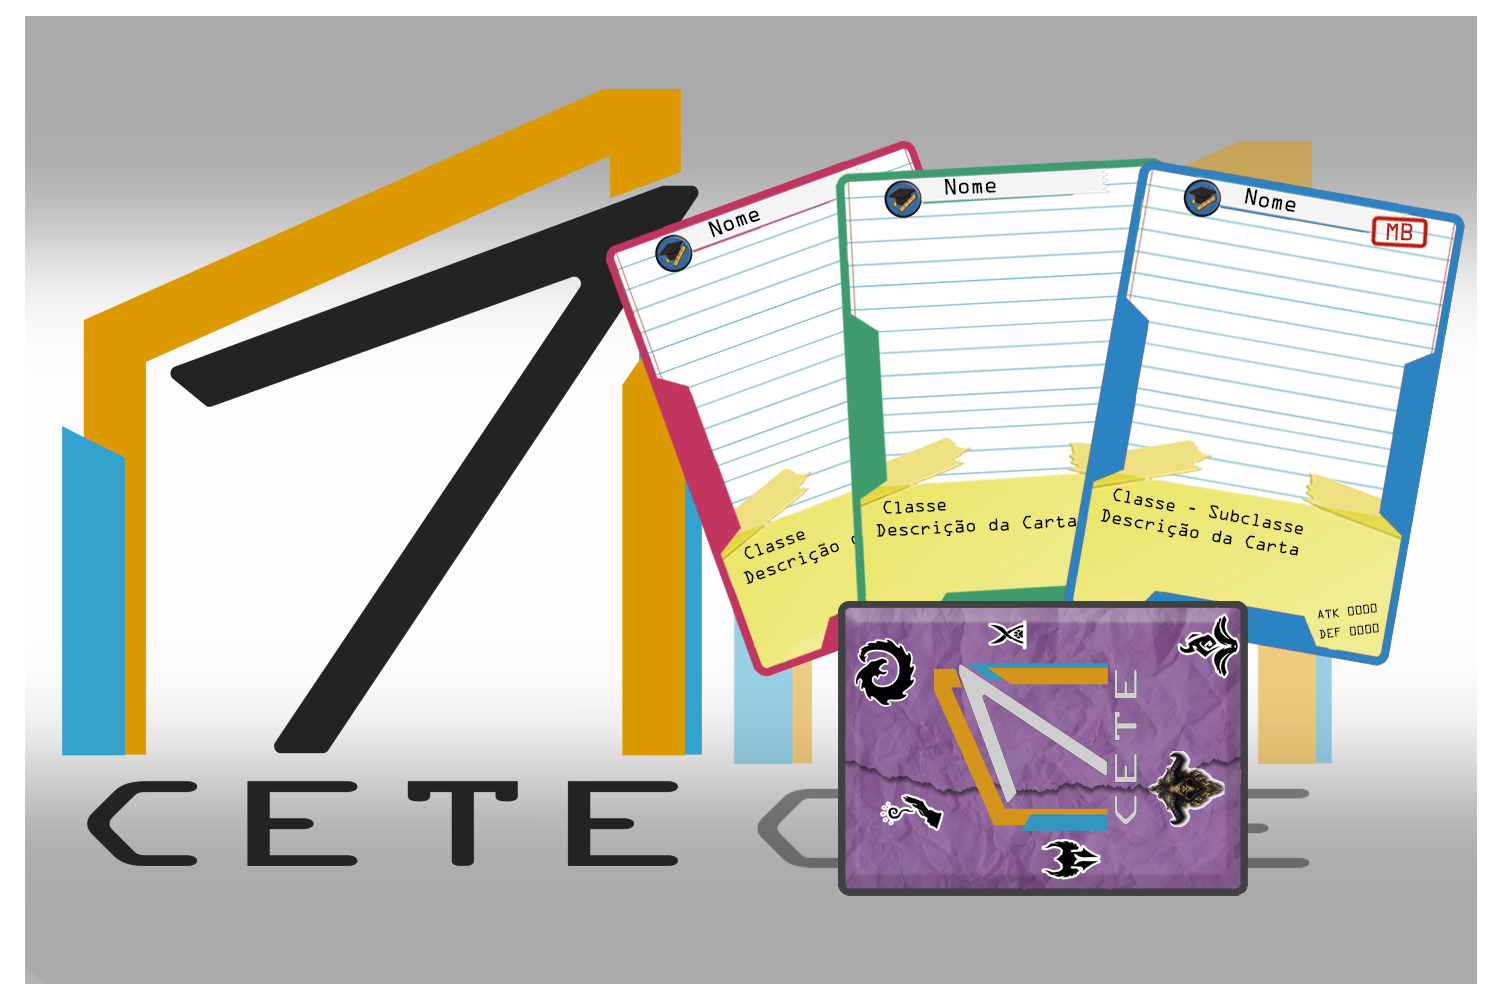 CETE
Nome
Classe
Descrição
Nome
Classe
Descrição da Carta
Nome
MB
Classe - Subclasse
Descrição da Carta
ATK 0000
DEF 0000
CETE